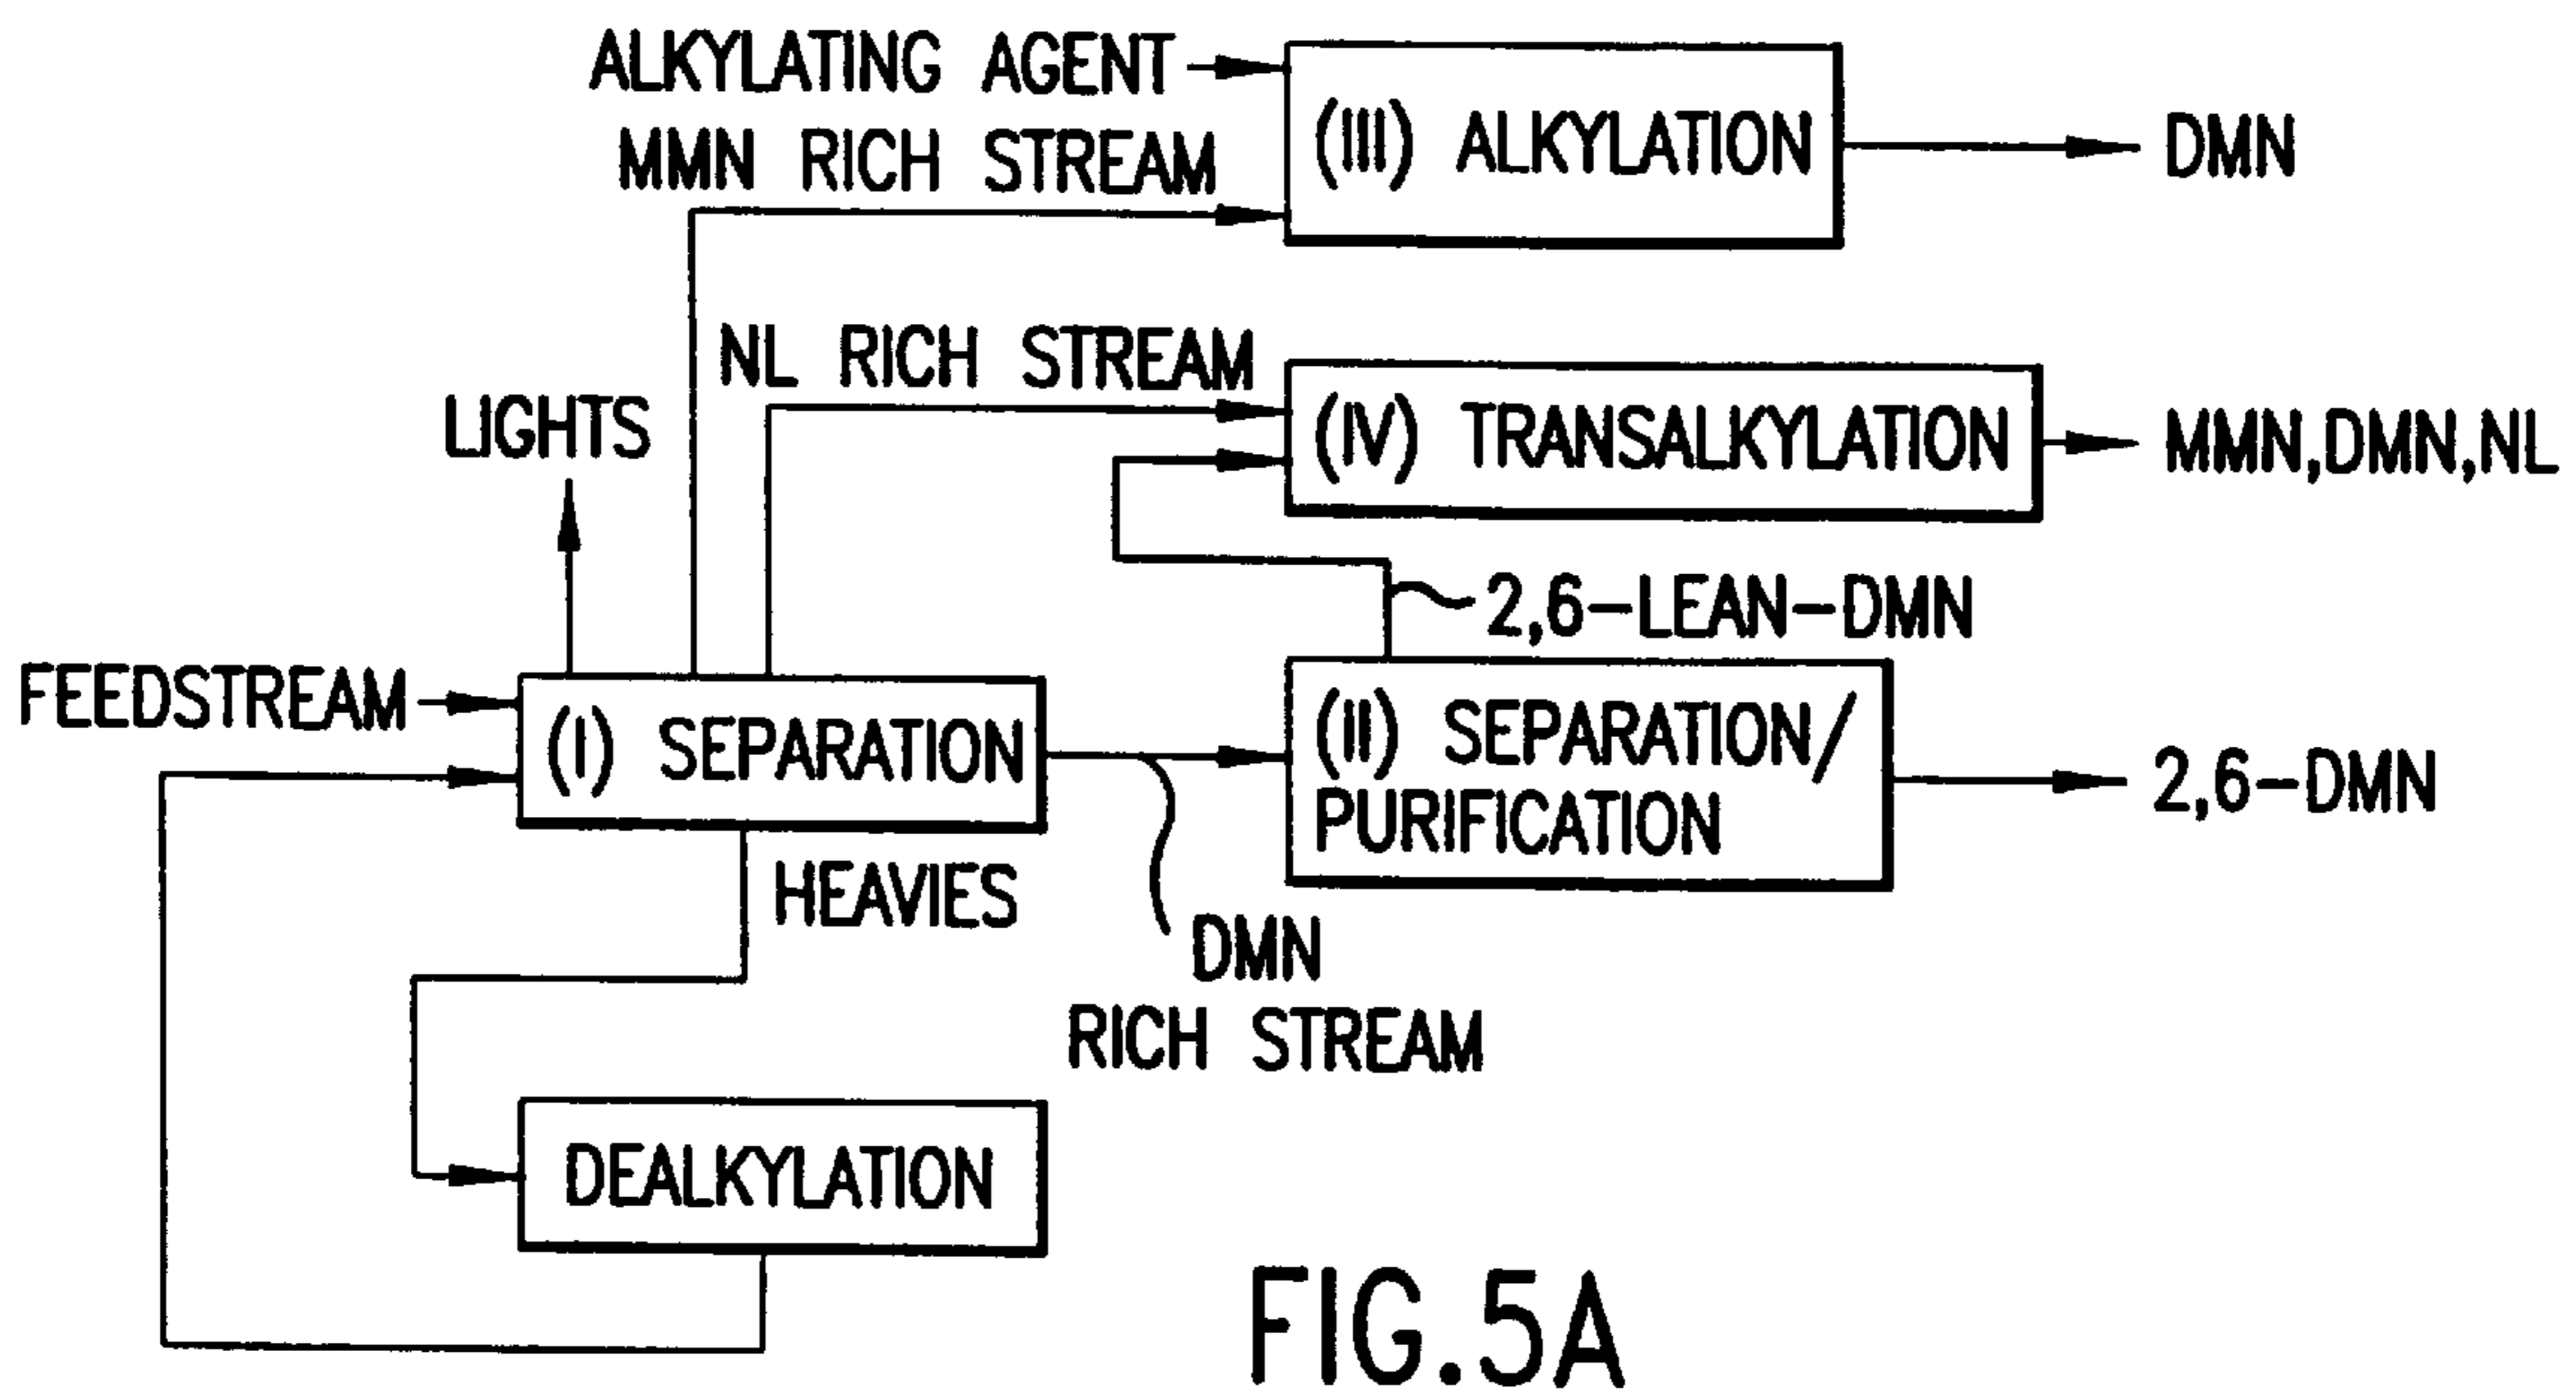 ALKYLATING AGENT
MMN RICH STREAM
(III) ALKYLATION
DMN
NL RICH STREAM
LIGHTS
(IV) TRANSALKYLATION
MMN,DMN,NL
2,6-LEAN-DMN
FEEDSTREAM
(I) SEPARATION
(II) SEPARATION/
PURIFICATION
2,6-DMN
HEAVIES
DMN
RICH STREAM
DEALKYLATION
FIG.5A